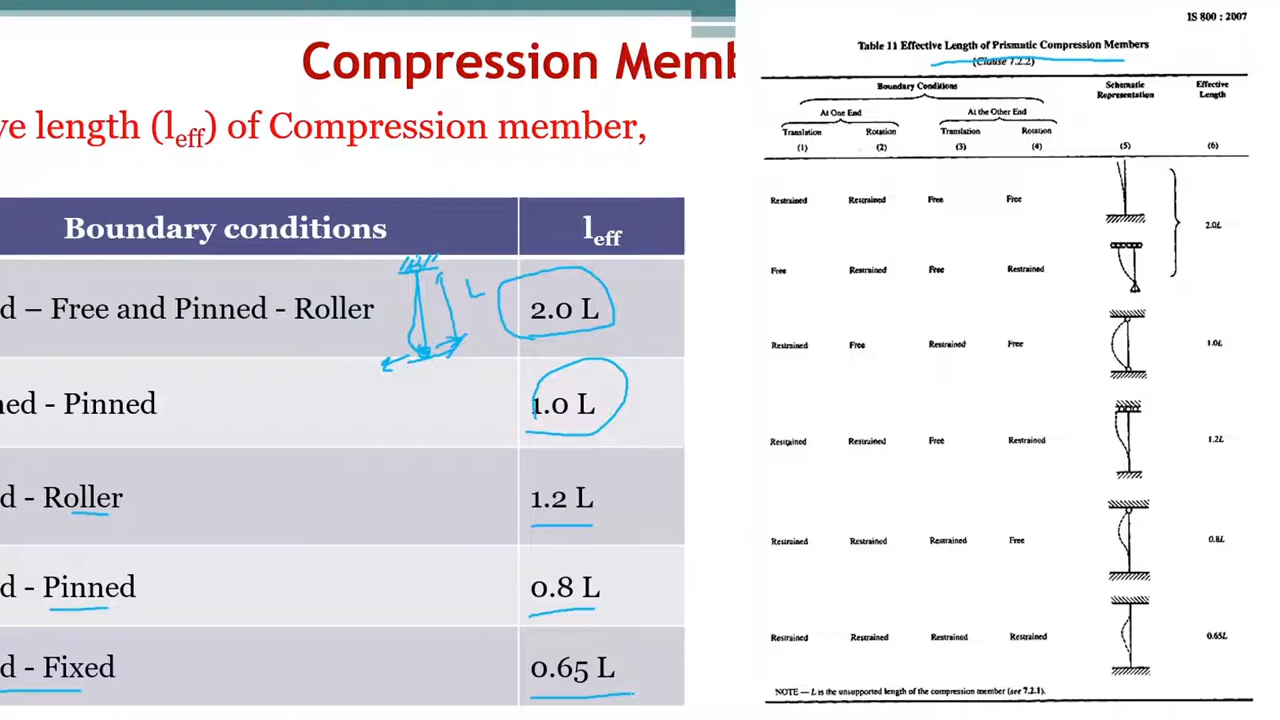 Compression Memb
ve length (leff) of Compression member,
Boundary conditions leff
d – Free and Pinned - Roller 2.0 L
L
ned - Pinned 1.0 L
d - Roller 1.2 L
d - Pinned 0.8 L
d - Fixed 0.65 L
IS 800 : 2007
Table 11 Effective Length of Prismatic Compression Members
(Clause 7.2.2)
Boundary Conditions Schematic Representation Effective Length
At One End At the Other End
Translation Rotation Translation Rotation
(1) (2) (3) (4) (5) (6)
Restrained Restrained Free Free
2.0L
Free Restrained Free Restrained
Restrained Free Restrained Free 1.0L
Restrained Restrained Free Restrained 1.2L
Restrained Restrained Restrained Free 0.8L
Restrained Restrained Restrained Restrained 0.65L
NOTE — L is the unsupported length of the compression member (see 7.2.1).